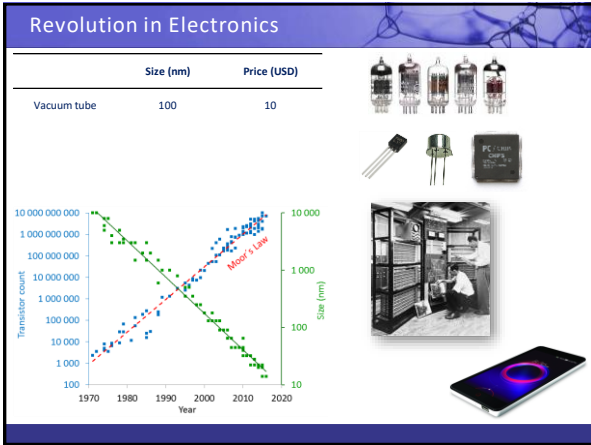 Revolution in Electronics
Size (nm) Price (USD)
Vacuum tube 100 10
10 000 000 000
1 000 000 000
100 000 000
10 000 000
1 000 000
100 000
10 000
1 000
100
Transistor count
1970 1980 1990 2000 2010 2020
Year
10 000
1 000
100
10
Size (nm)
Moor´s Law
CHIPS